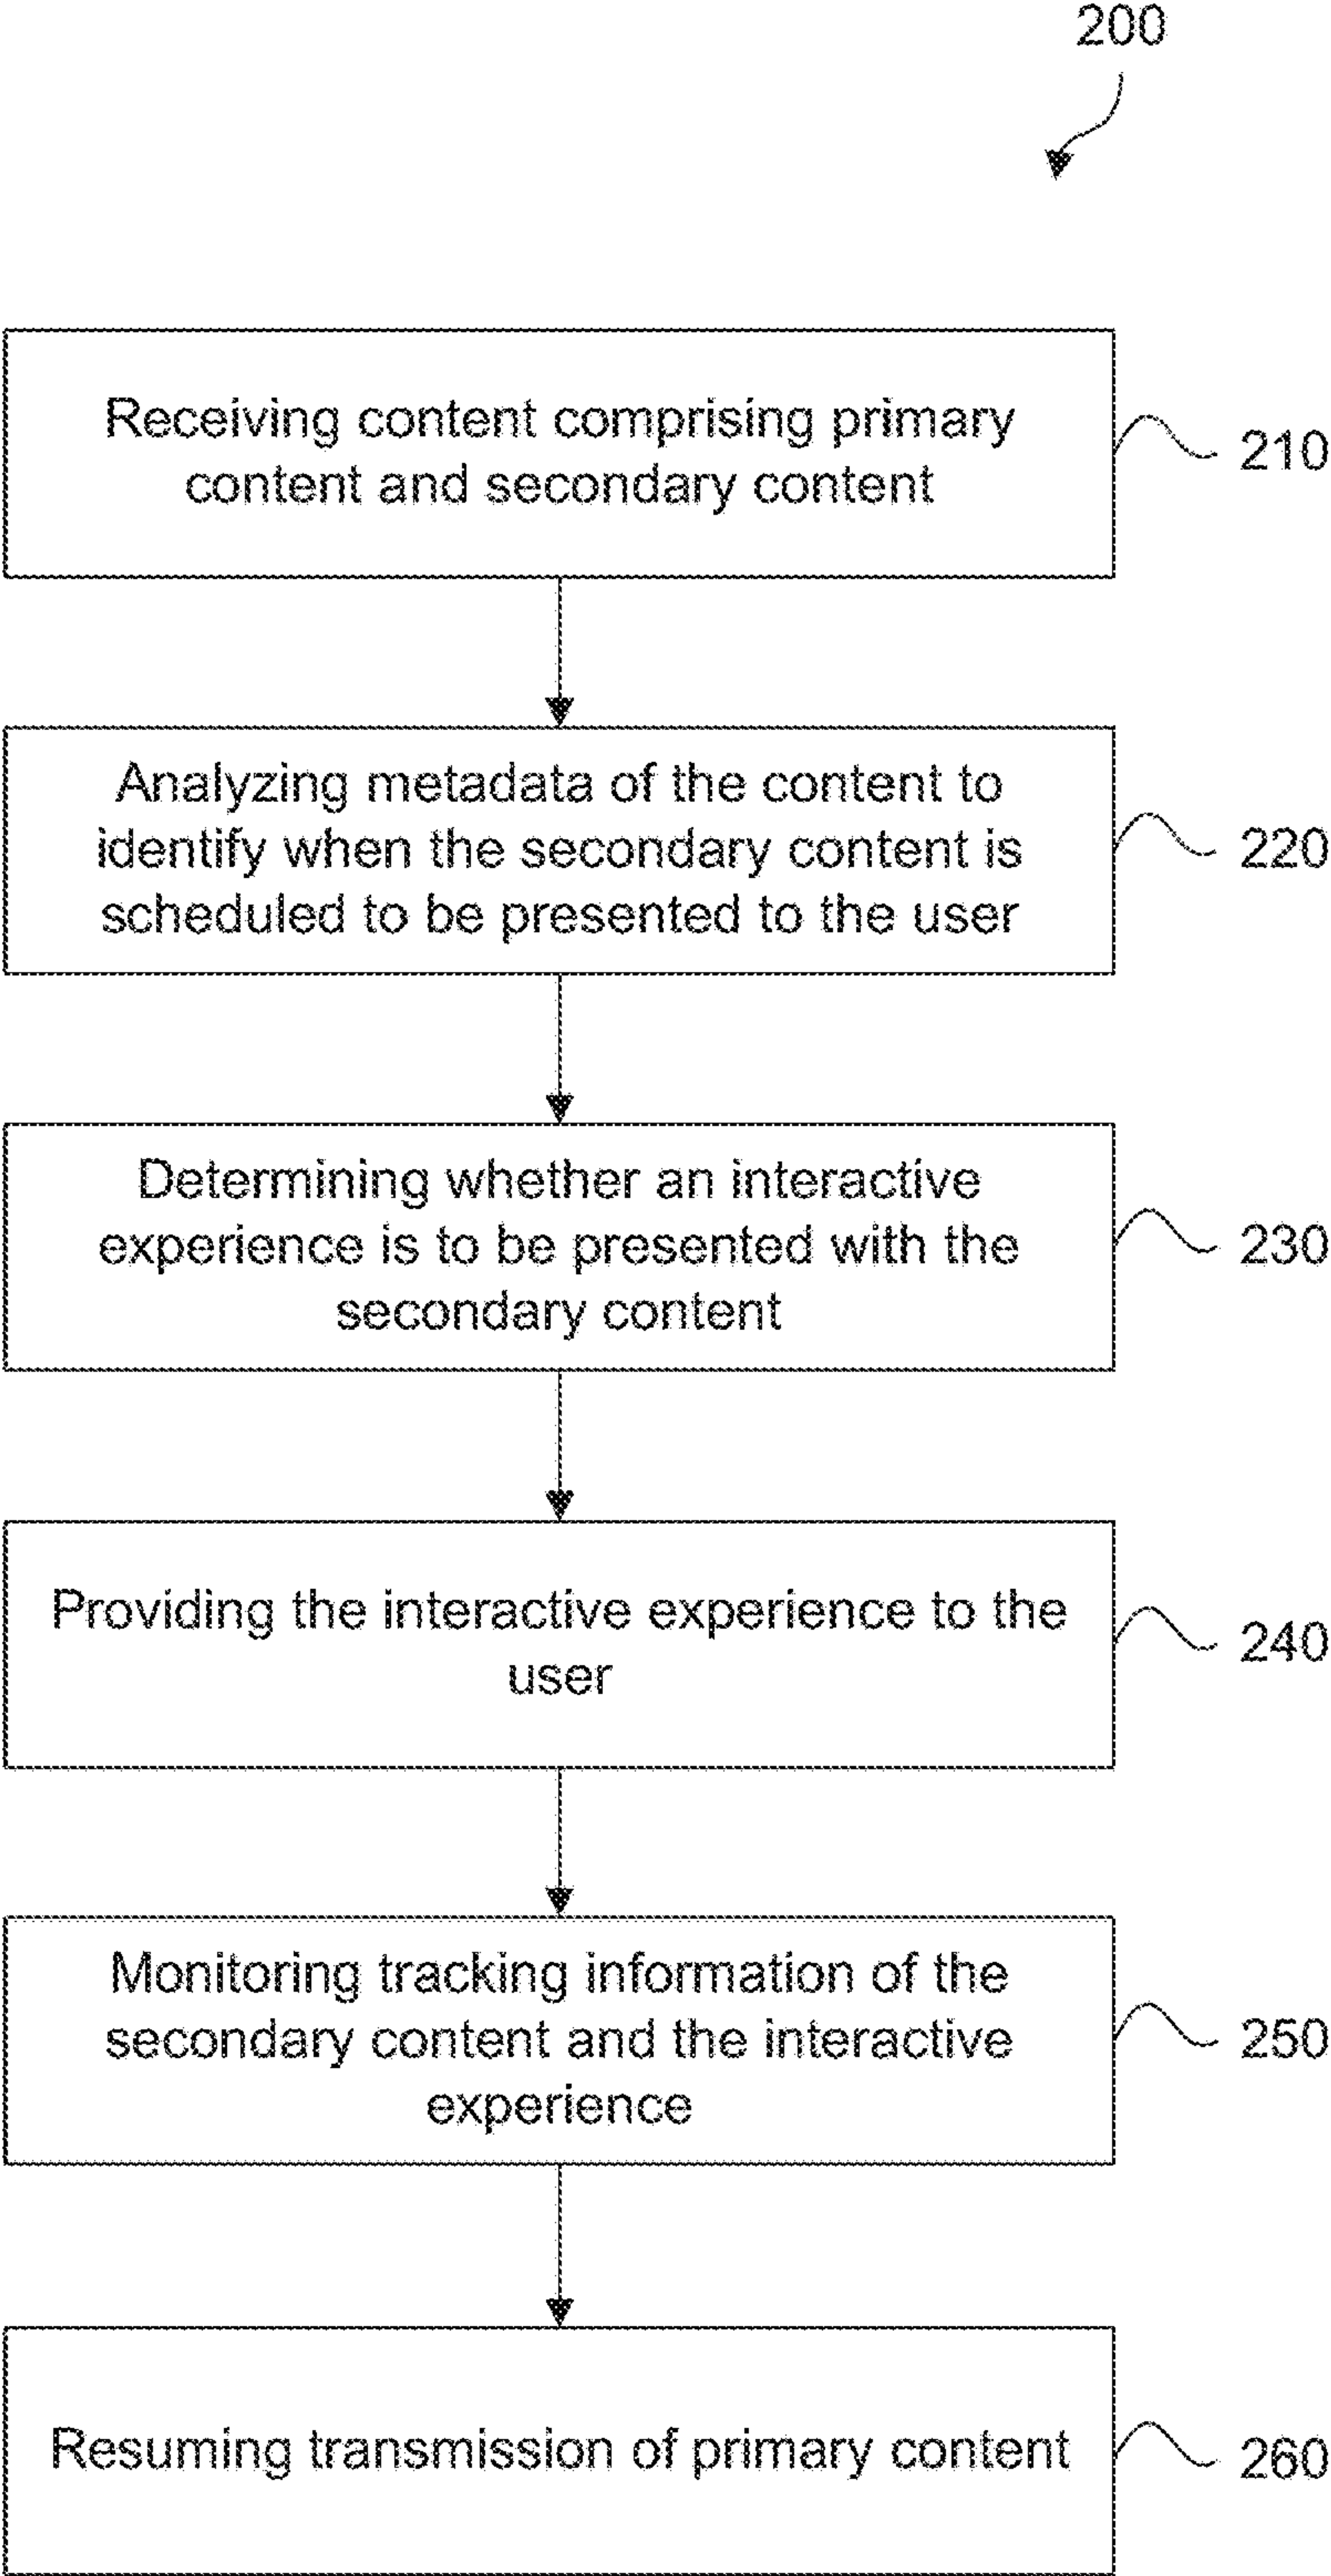 200
Receiving content comprising primary
content and secondary content
210
Analyzing metadata of the content to
identify when the secondary content is
scheduled to be presented to the user
220
Determining whether an interactive
experience is to be presented with the
secondary content
230
Providing the interactive experience to the
user
240
Monitoring tracking information of the
secondary content and the interactive
experience
250
Resuming transmission of primary content
260